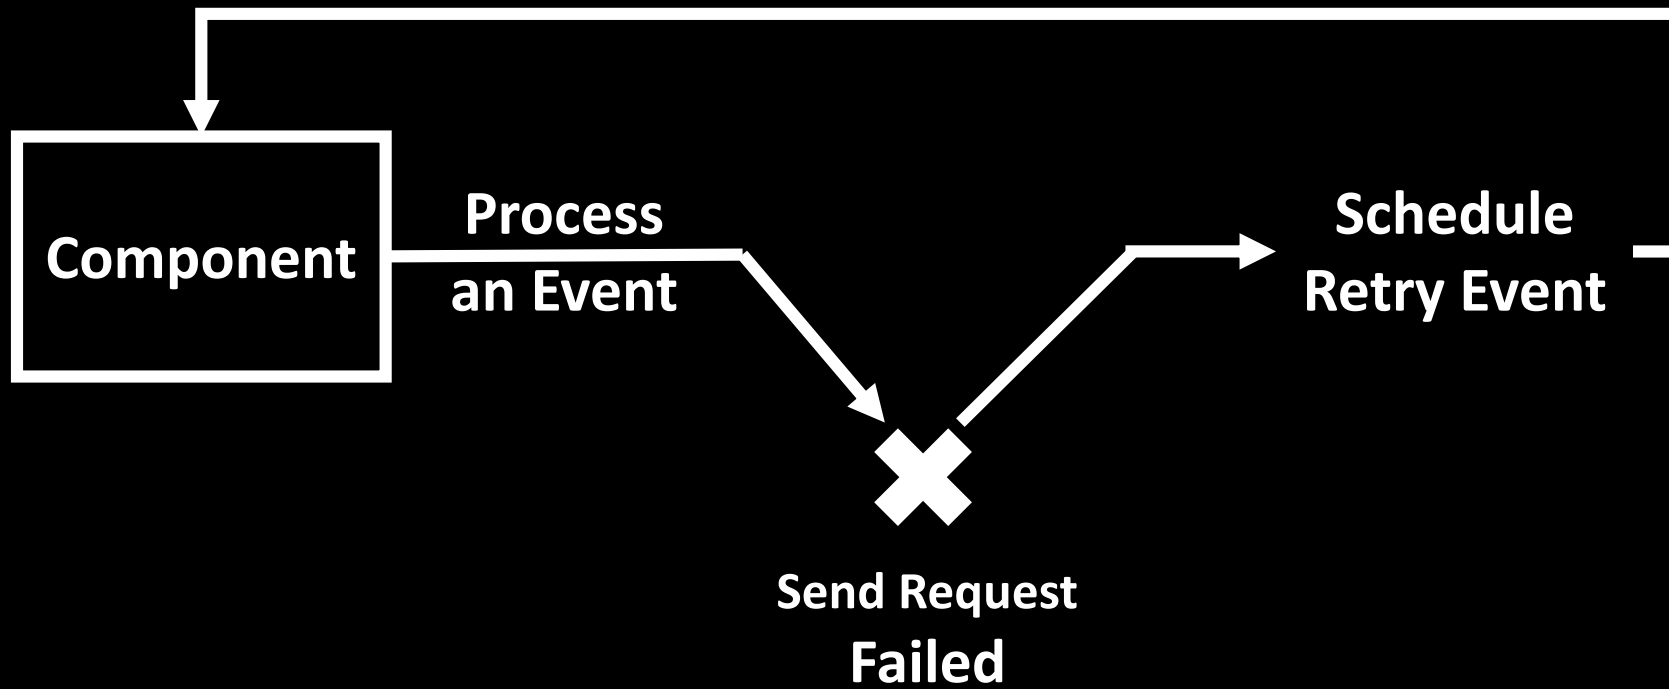 Component
Process
an Event
Send Request
Failed
Schedule
Retry Event